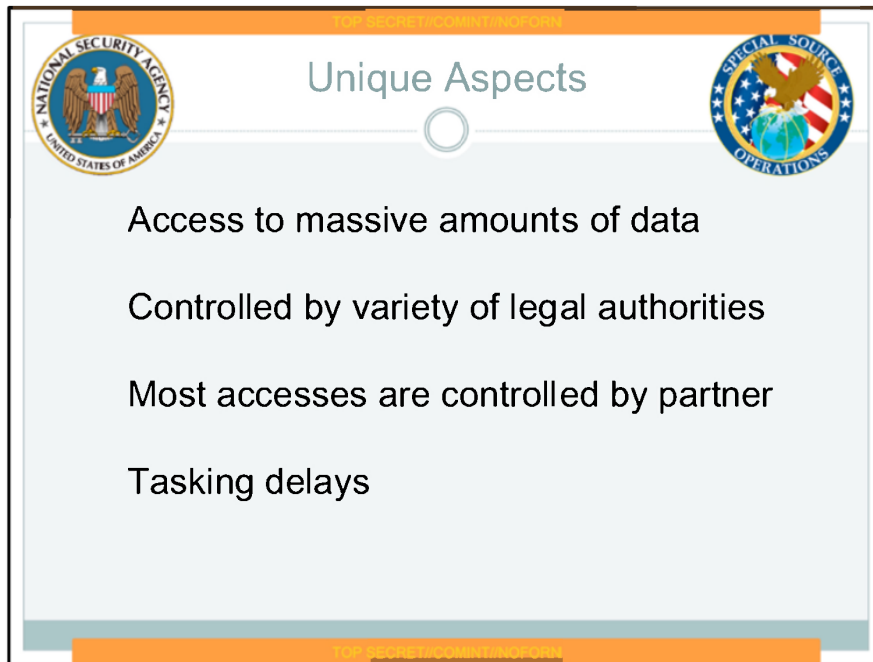 TOP SECRET//COMINT//NOFORN
NATIONAL SECURITY AGENCY
UNITED STATES OF AMERICA
Unique Aspects
SPECIAL SOURCE
OPERATIONS
Access to massive amounts of data
Controlled by variety of legal authorities
Most accesses are controlled by partner
Tasking delays
TOP SECRET//COMINT//NOFORN